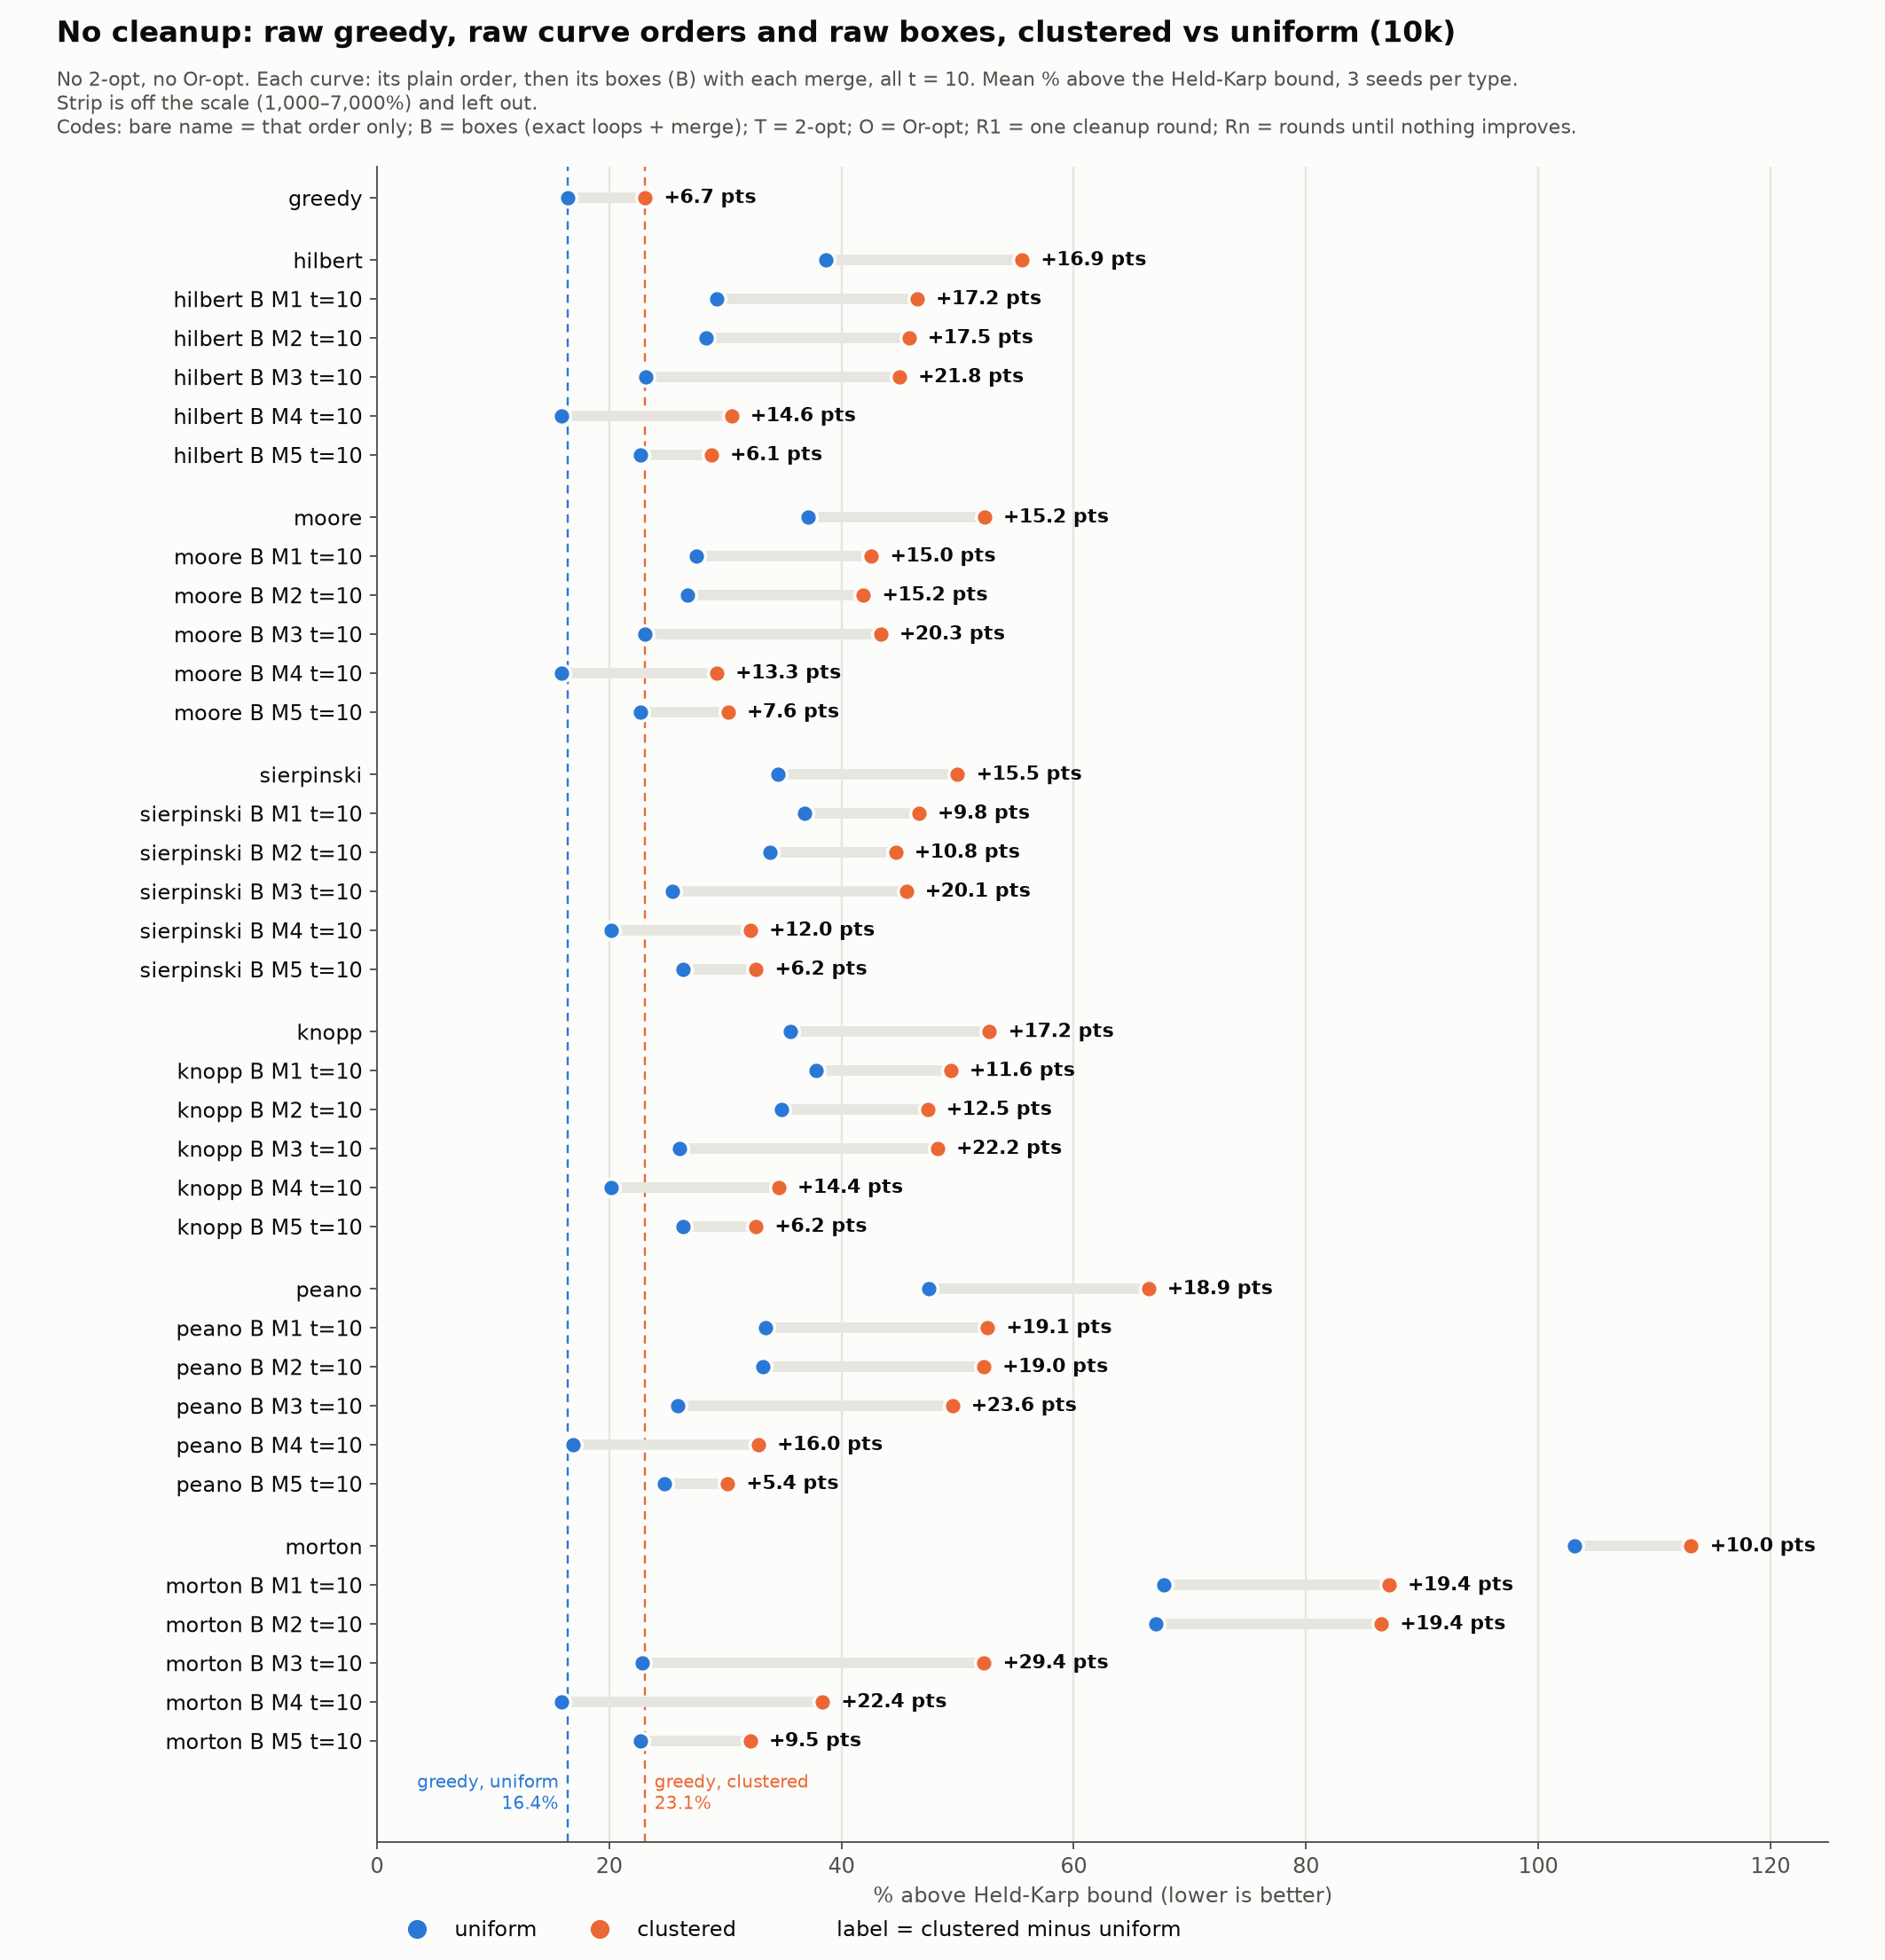 No cleanup: raw greedy, raw curve orders and raw boxes, clustered vs uniform (10k)
No 2-opt, no Or-opt. Each curve: its plain order, then its boxes (B) with each merge, all t = 10. Mean % above the Held-Karp bound, 3 seeds per type.
Strip is off the scale (1,000–7,000%) and left out.
Codes: bare name = that order only; B = boxes (exact loops + merge); T = 2-opt; O = Or-opt; R1 = one cleanup round; Rn = rounds until nothing improves.
greedy +6.7 pts
hilbert +16.9 pts
hilbert B M1 t=10 +17.2 pts
hilbert B M2 t=10 +17.5 pts
hilbert B M3 t=10 +21.8 pts
hilbert B M4 t=10 +14.6 pts
hilbert B M5 t=10 +6.1 pts
moore +15.2 pts
moore B M1 t=10 +15.0 pts
moore B M2 t=10 +15.2 pts
moore B M3 t=10 +20.3 pts
moore B M4 t=10 +13.3 pts
moore B M5 t=10 +7.6 pts
sierpinski +15.5 pts
sierpinski B M1 t=10 +9.8 pts
sierpinski B M2 t=10 +10.8 pts
sierpinski B M3 t=10 +20.1 pts
sierpinski B M4 t=10 +12.0 pts
sierpinski B M5 t=10 +6.2 pts
knopp +17.2 pts
knopp B M1 t=10 +11.6 pts
knopp B M2 t=10 +12.5 pts
knopp B M3 t=10 +22.2 pts
knopp B M4 t=10 +14.4 pts
knopp B M5 t=10 +6.2 pts
peano +18.9 pts
peano B M1 t=10 +19.1 pts
peano B M2 t=10 +19.0 pts
peano B M3 t=10 +23.6 pts
peano B M4 t=10 +16.0 pts
peano B M5 t=10 +5.4 pts
morton +10.0 pts
morton B M1 t=10 +19.4 pts
morton B M2 t=10 +19.4 pts
morton B M3 t=10 +29.4 pts
morton B M4 t=10 +22.4 pts
morton B M5 t=10 +9.5 pts
greedy, uniform greedy, clustered
16.4% 23.1%
0 20 40 60 80 100 120
% above Held-Karp bound (lower is better)
uniform clustered label = clustered minus uniform